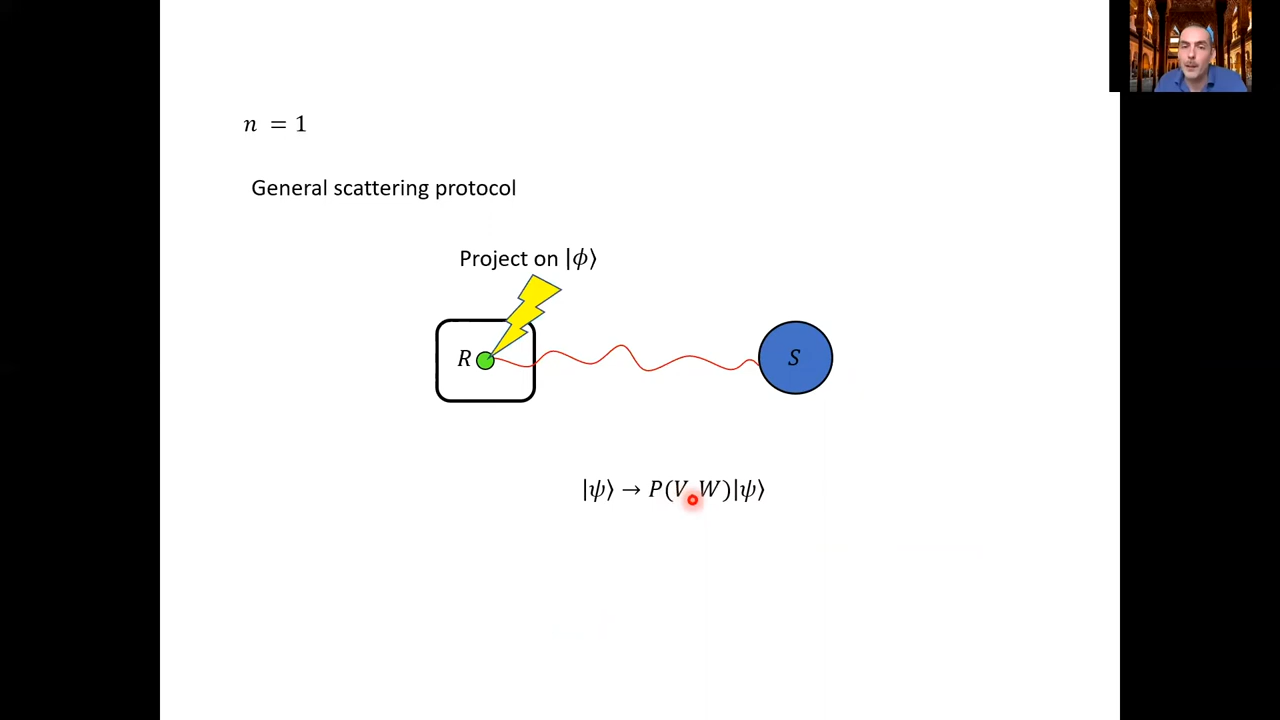 n = 1
General scattering protocol
Project on |ϕ⟩
R
S
|ψ⟩ → P(V, W)|ψ⟩